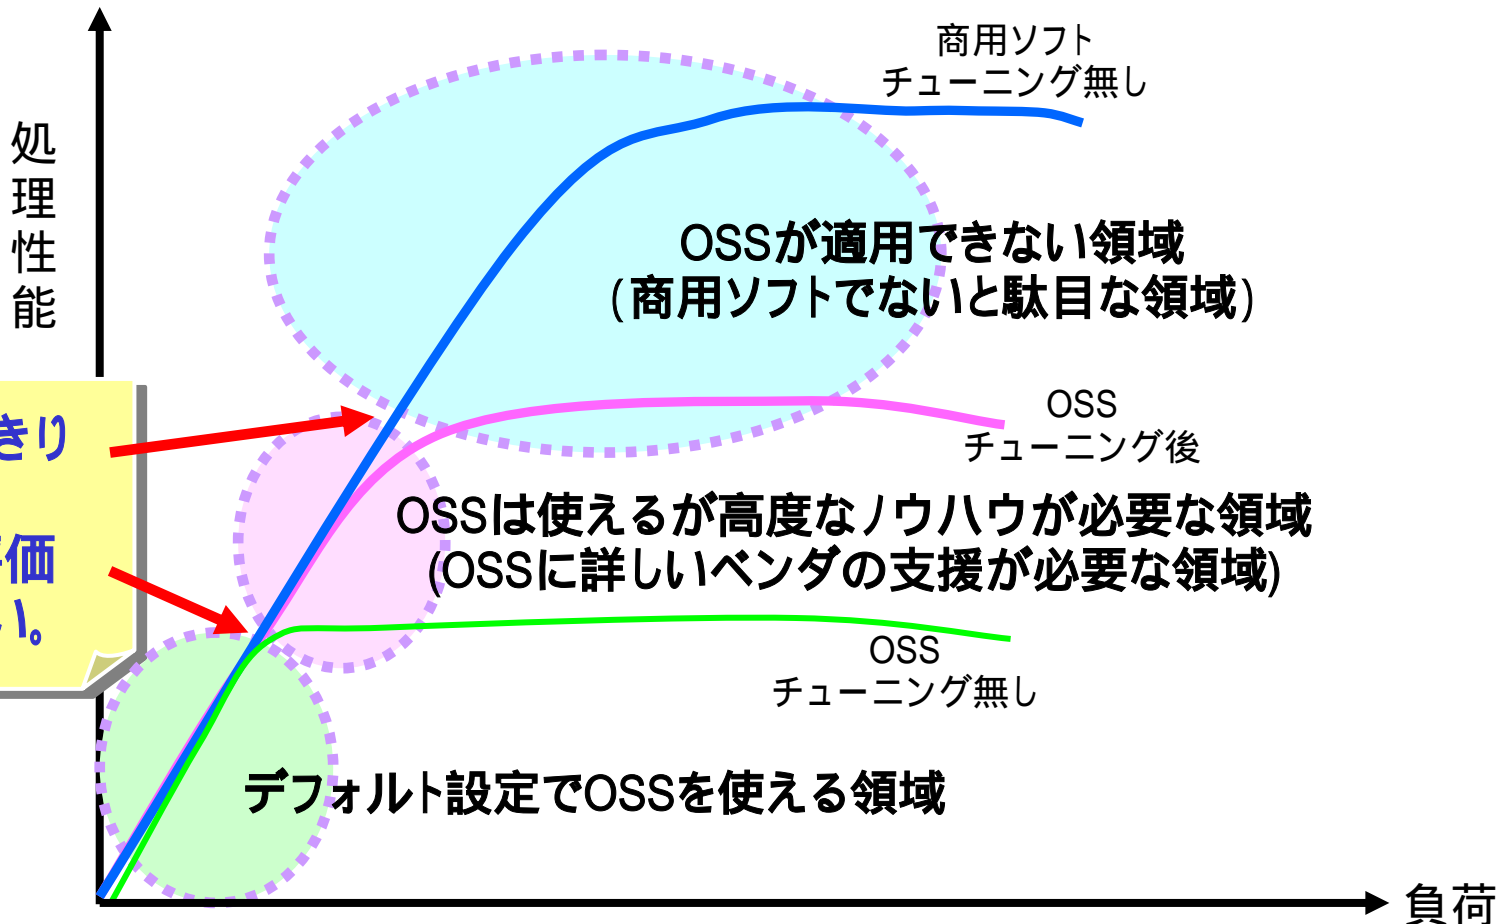 商用ソフト
チューニング無し
処理性能
OSSが適用できない領域
(商用ソフトでないと駄目な領域)
きり
OSS
チューニング後
OSSは使えるが高度なノウハウが必要な領域
(OSSに詳しいベンダの支援が必要な領域)
価
い。
OSS
チューニング無し
デフォルト設定でOSSを使える領域
負荷